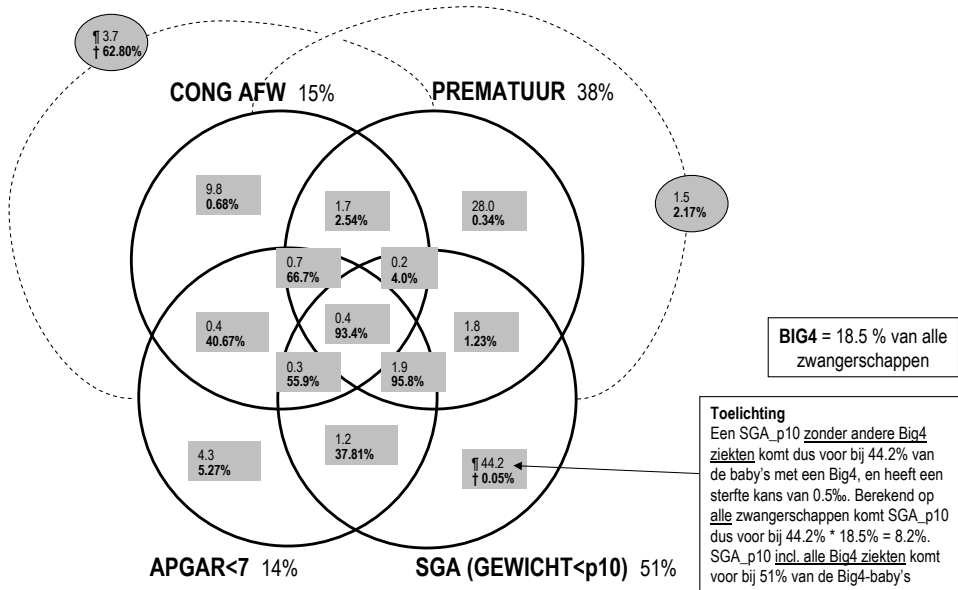 ¶ 3.7
† 62.80%
CONG AFW 15%
PREMATUUR 38%
9.8
0.68%
1.7
2.54%
28.0
0.34%
1.5
2.17%
0.7
66.7%
0.2
4.0%
0.4
40.67%
0.4
93.4%
1.8
1.23%
0.3
55.9%
1.9
95.8%
4.3
5.27%
1.2
37.81%
¶ 44.2
† 0.05%
APGAR<7 14%
SGA (GEWICHT<p10) 51%
BIG4 = 18.5 % van alle
zwangerschappen
Toelichting
Een SGA_p10 zonder andere Big4
ziekten komt dus voor bij 44.2% van
de baby's met een Big4, en heeft een
sterfte kans van 0.5‰. Berekend op
alle zwangerschappen komt SGA_p10
dus voor bij 44.2% * 18.5% = 8.2%.
SGA_p10 incl. alle Big4 ziekten komt
voor bij 51% van de Big4-baby's